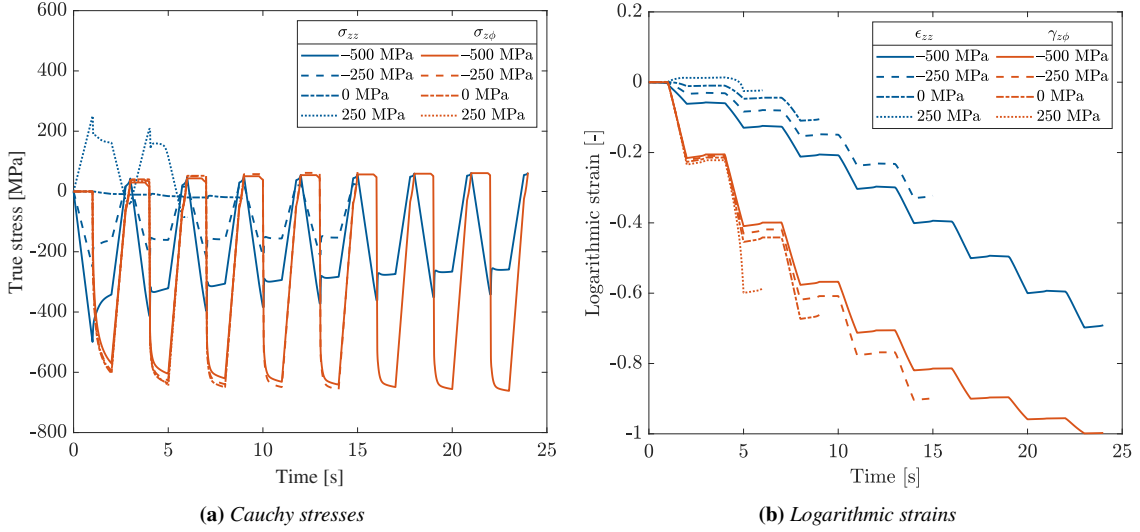 (a)
(b)
600
400
200
0
-200
-400
-600
-800
True stress [MPa]
0 5 10 15 20 25
Time [s]
σzz σzϕ
–500 MPa –500 MPa
–250 MPa –250 MPa
0 MPa 0 MPa
250 MPa 250 MPa
0.2
0
-0.2
-0.4
-0.6
-0.8
-1
Logarithmic strain [-]
0 5 10 15 20 25
Time [s]
ϵzz γzϕ
–500 MPa –500 MPa
–250 MPa –250 MPa
0 MPa 0 MPa
250 MPa 250 MPa
(a) Cauchy stresses
(b) Logarithmic strains